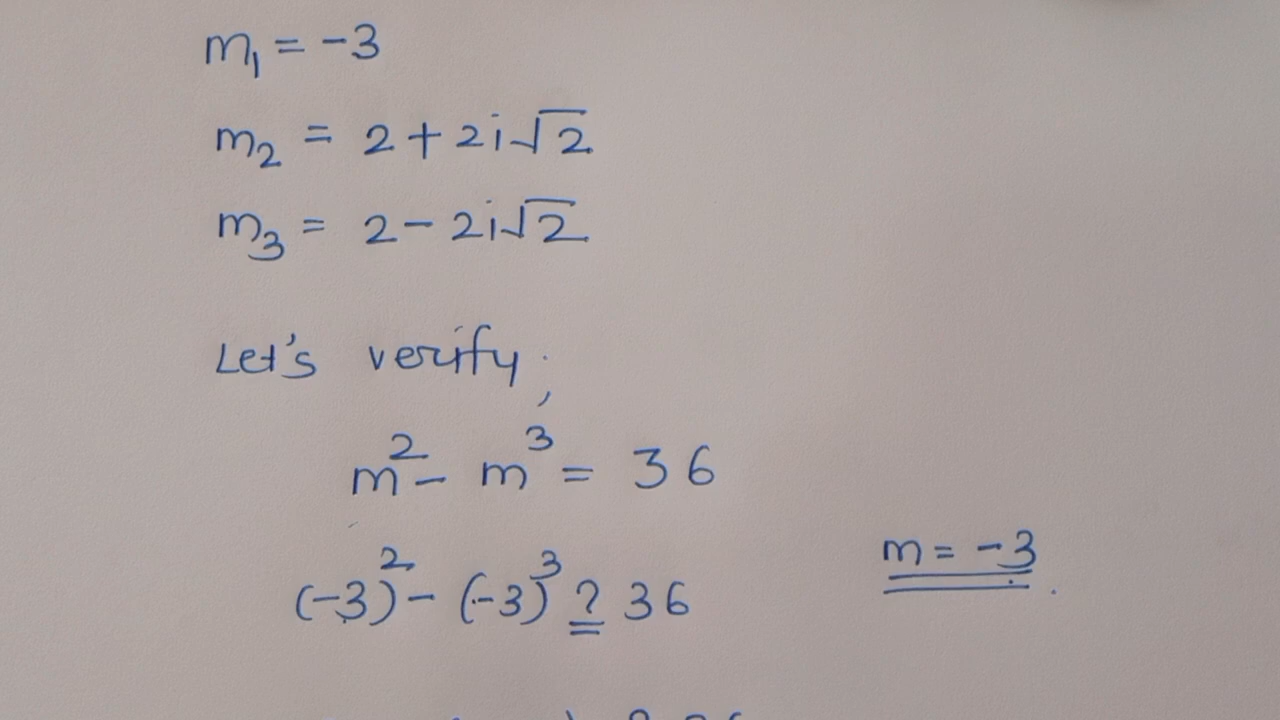 m₁ = -3
m₂ = 2 + 2i√2
m₃ = 2 - 2i√2
Let's verify,
m² - m³ = 36
(-3)² - (-3)³ ? 36
m = -3